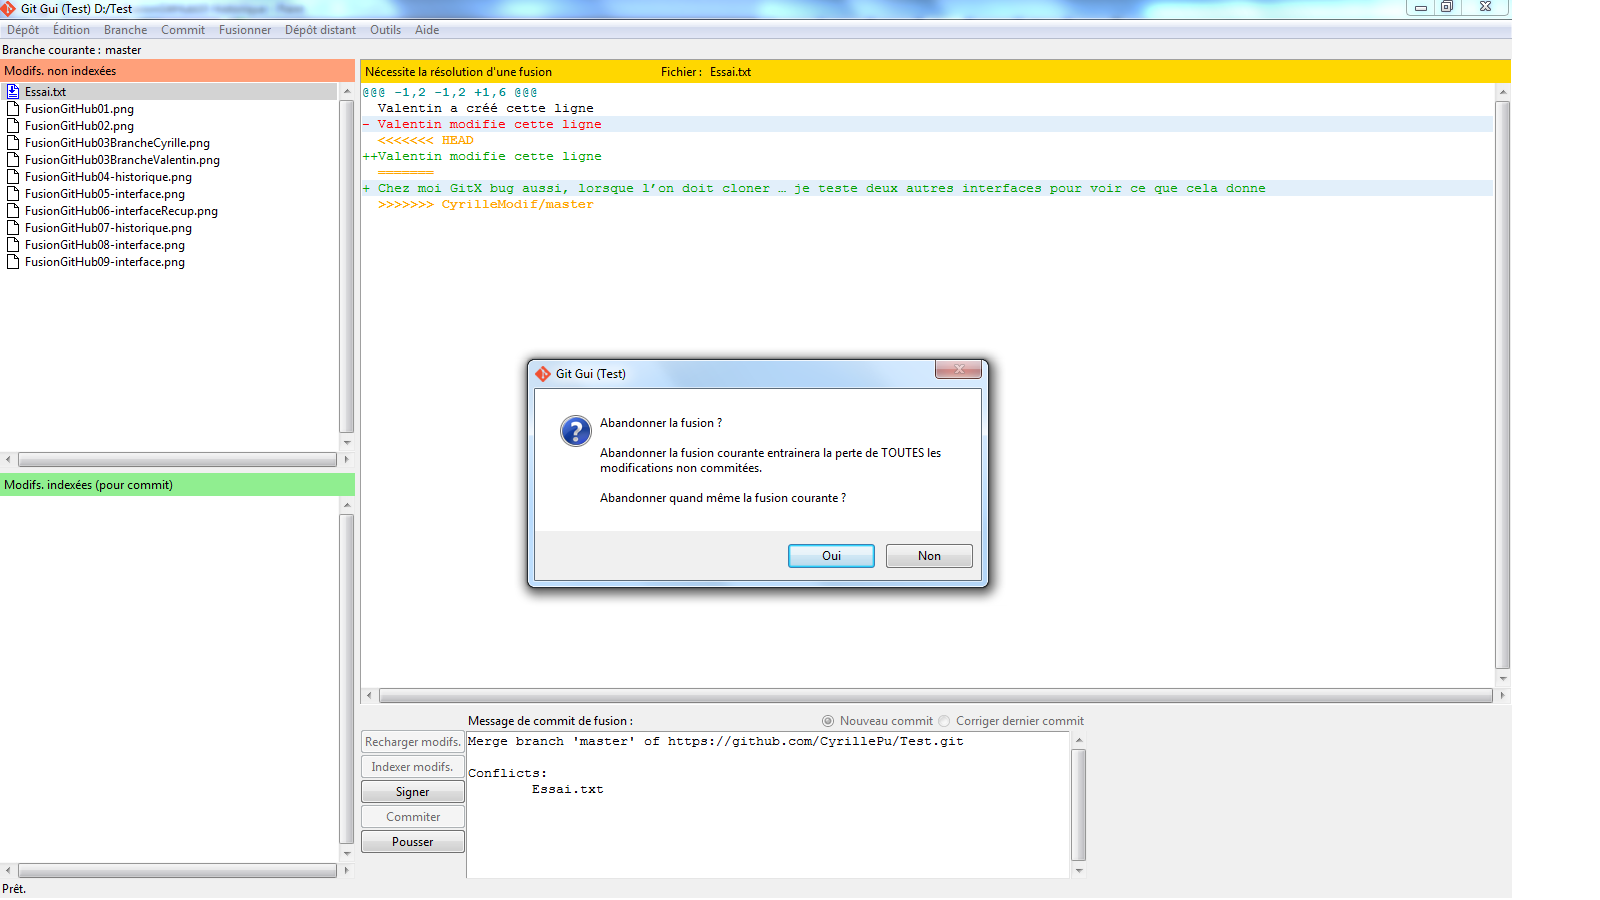 Git Gui (Test) D:/Test
Dépôt Édition Branche Commit Fusionner Dépôt distant Outils Aide
Branche courante : master
Modifs. non indexées
Essai.txt
FusionGitHub01.png
FusionGitHub02.png
FusionGitHub03BrancheCyrille.png
FusionGitHub03BrancheValentin.png
FusionGitHub04-historique.png
FusionGitHub05-interface.png
FusionGitHub06-interfaceRecup.png
FusionGitHub07-historique.png
FusionGitHub08-interface.png
FusionGitHub09-interface.png
Modifs. indexées (pour commit)
Nécessite la résolution d'une fusion Fichier : Essai.txt
@@@ -1,2 -1,2 +1,6 @@@
Valentin a créé cette ligne
- Valentin modifie cette ligne
<<<<<<< HEAD
++Valentin modifie cette ligne
=======
+ Chez moi GitX bug aussi, lorsque l’on doit cloner … je teste deux autres interfaces pour voir ce que cela donne
>>>>>>> CyrilleModif/master
Git Gui (Test)
Abandonner la fusion ?
Abandonner la fusion courante entrainera la perte de TOUTES les
modifications non commitées.
Abandonner quand même la fusion courante ?
Oui Non
Message de commit de fusion : Nouveau commit Corriger dernier commit
Recharger modifs.
Indexer modifs.
Signer
Commiter
Pousser
Merge branch 'master' of https://github.com/CyrillePu/Test.git
Conflicts:
Essai.txt
Prêt.